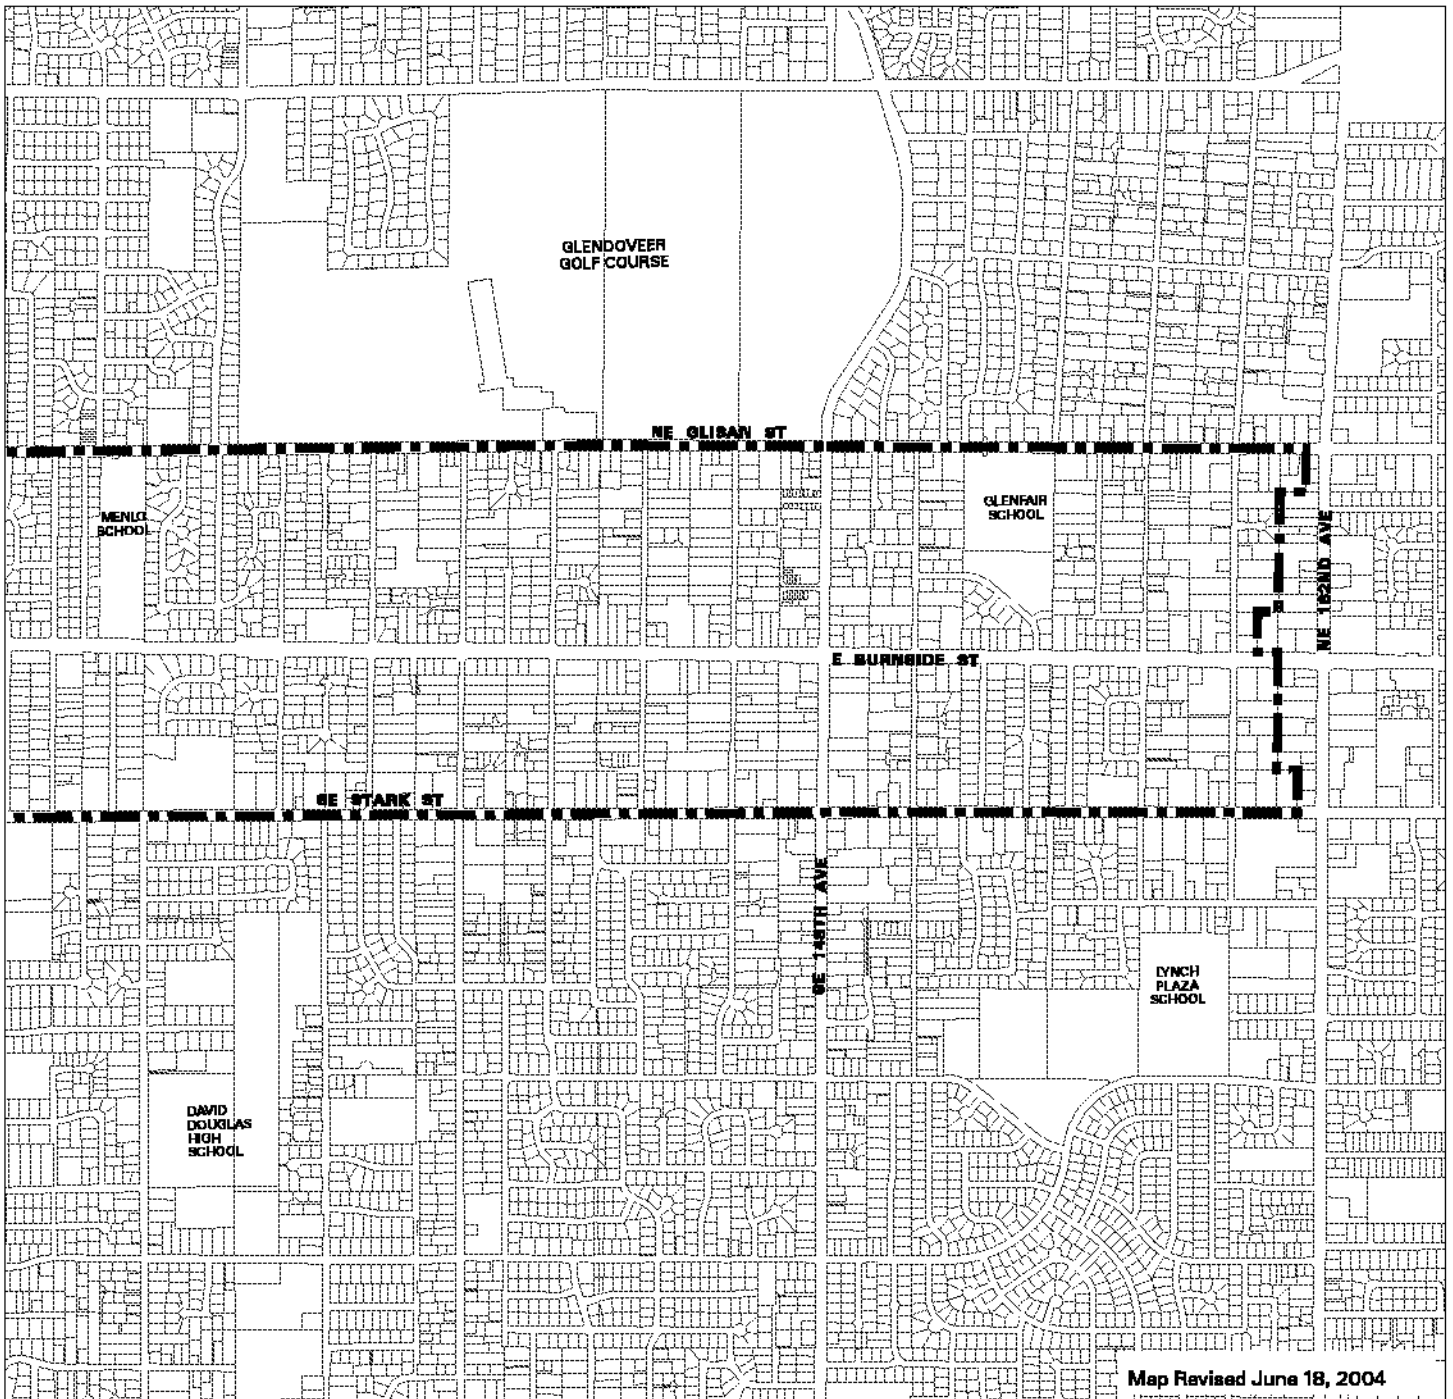 GLENDOVEER
GOLF COURSE
NE GLISAN ST
MENLO
SCHOOL
GLENFAIR
SCHOOL
NE 162ND AVE
E BURNSIDE ST
SE STARK ST
SE 148TH AVE
LYNCH
PLAZA
SCHOOL
DAVID
DOUGLAS
HIGH
SCHOOL
Map Revised June 18, 2004